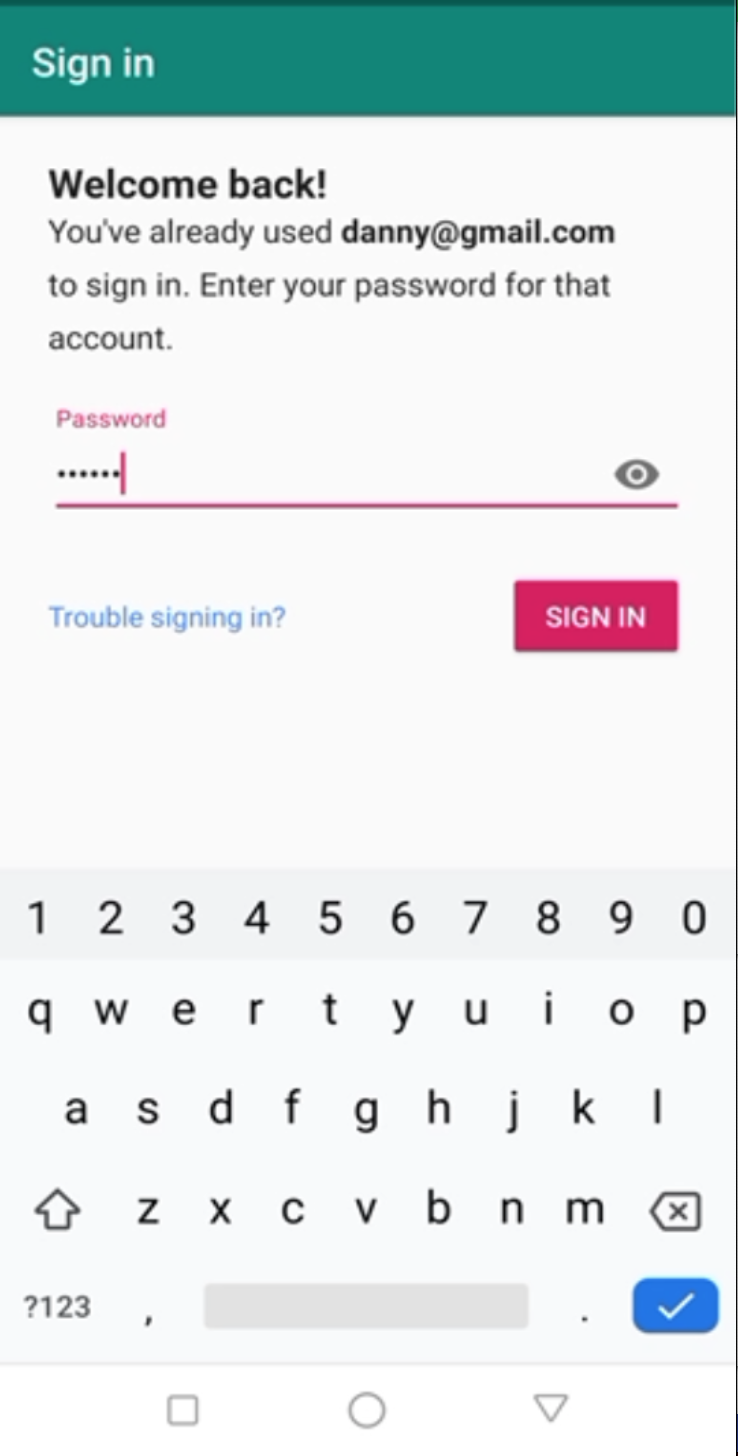 Sign in
Welcome back!
You've already used danny@gmail.com
to sign in. Enter your password for that
account.
Password
••••••
Trouble signing in?
SIGN IN
1 2 3 4 5 6 7 8 9 0
q w e r t y u i o p
a s d f g h j k l
z x c v b n m
?123 , .